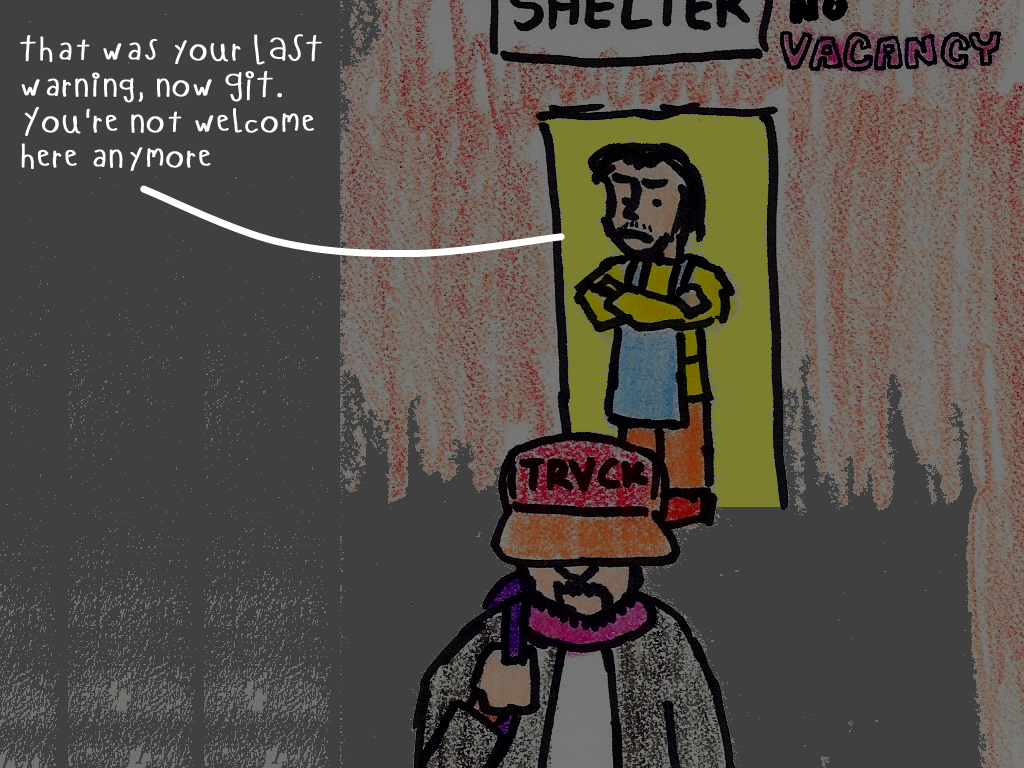 SHELTER NO
VACANCY
that was your last
warning, now git.
You're not welcome
here anymore
TRVCK